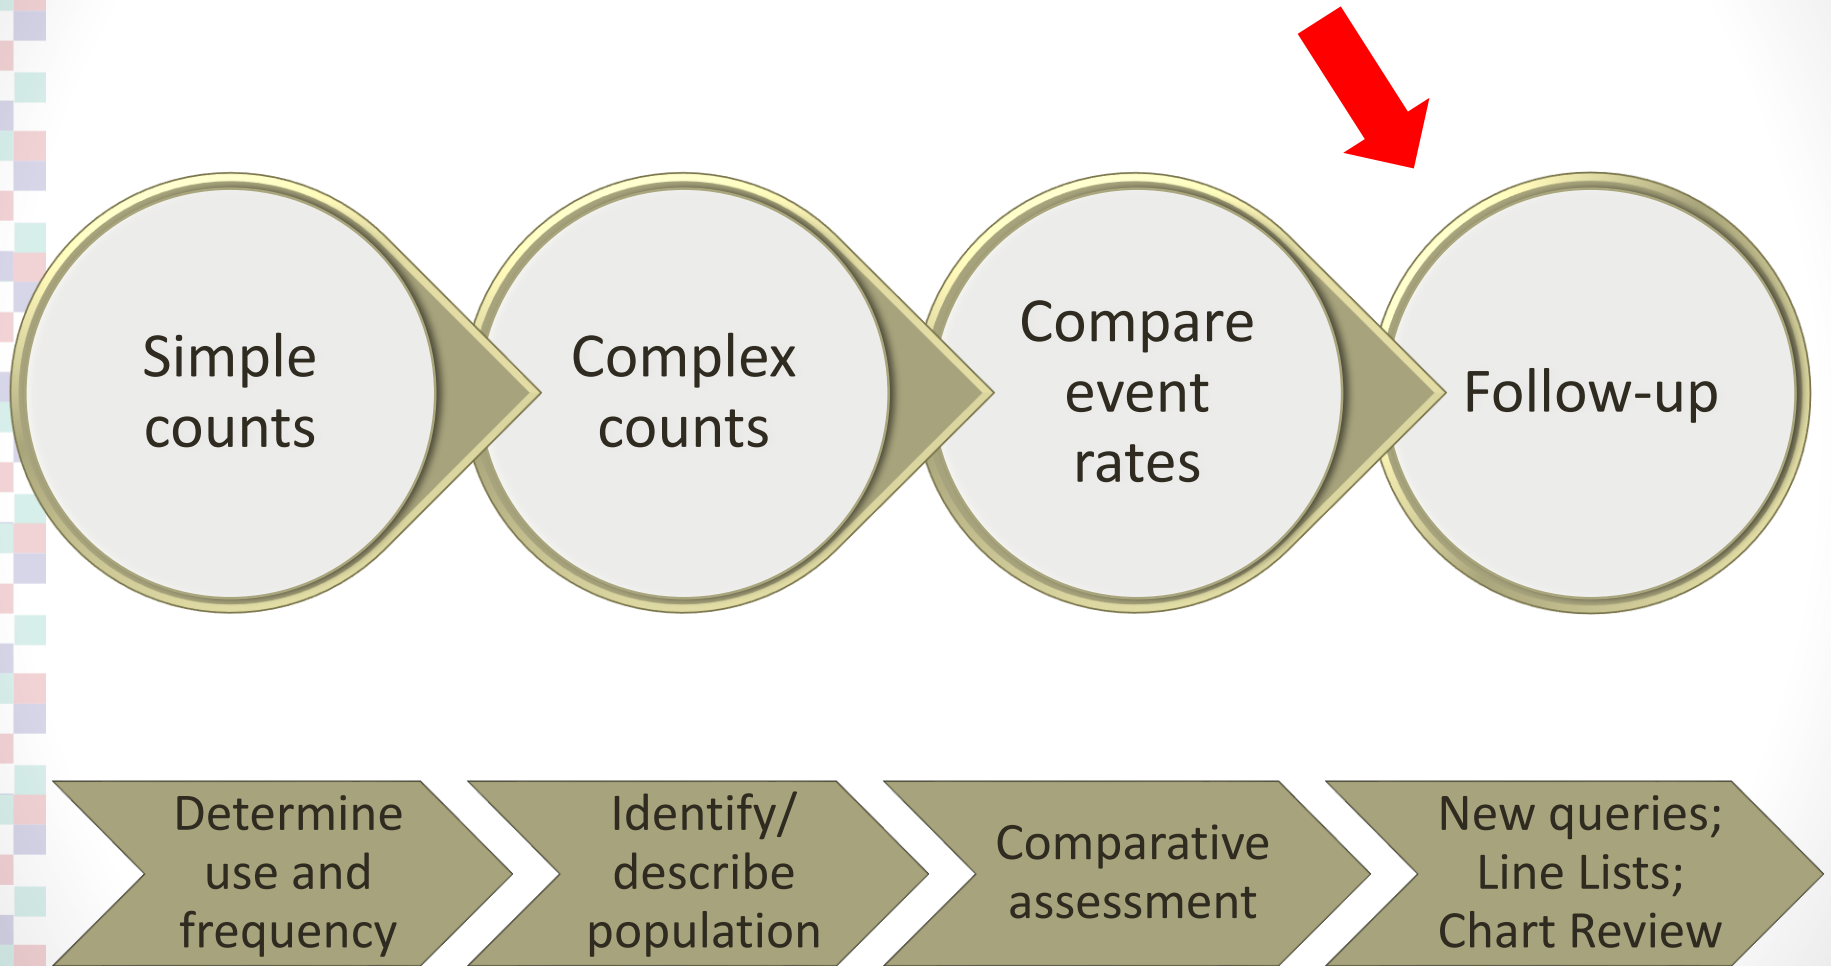 Simple
counts
Complex
counts
Compare
event
rates
Follow-up
Determine
use and
frequency
Identify/
describe
population
Comparative
assessment
New queries;
Line Lists;
Chart Review